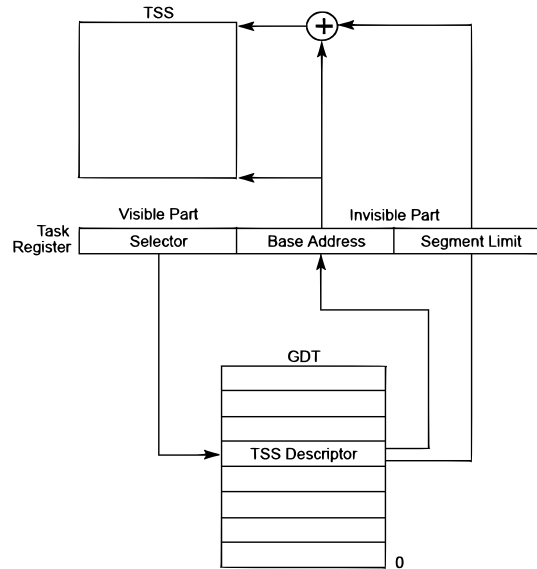 TSS
+
Visible Part
Invisible Part
Task
Register
Selector
Base Address
Segment Limit
GDT
TSS Descriptor
0